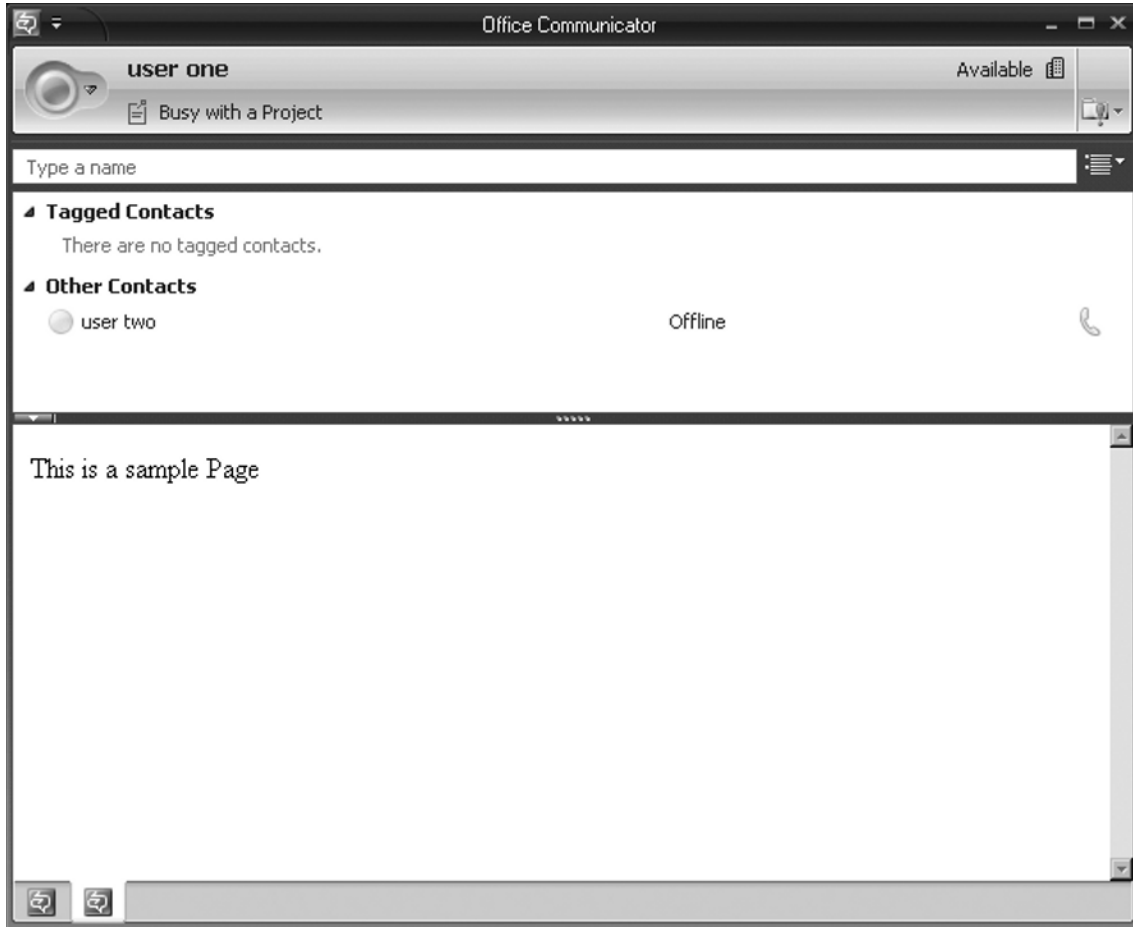 Office Communicator
user one
Available
Busy with a Project
Type a name
Tagged Contacts
There are no tagged contacts.
Other Contacts
user two Offline
This is a sample Page